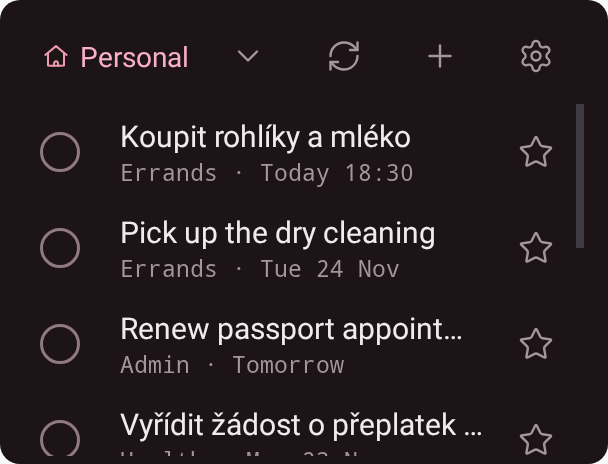 Personal
Koupit rohlíky a mléko
Errands · Today 18:30
Pick up the dry cleaning
Errands · Tue 24 Nov
Renew passport appoint…
Admin · Tomorrow
Vyřídit žádost o přeplatek …